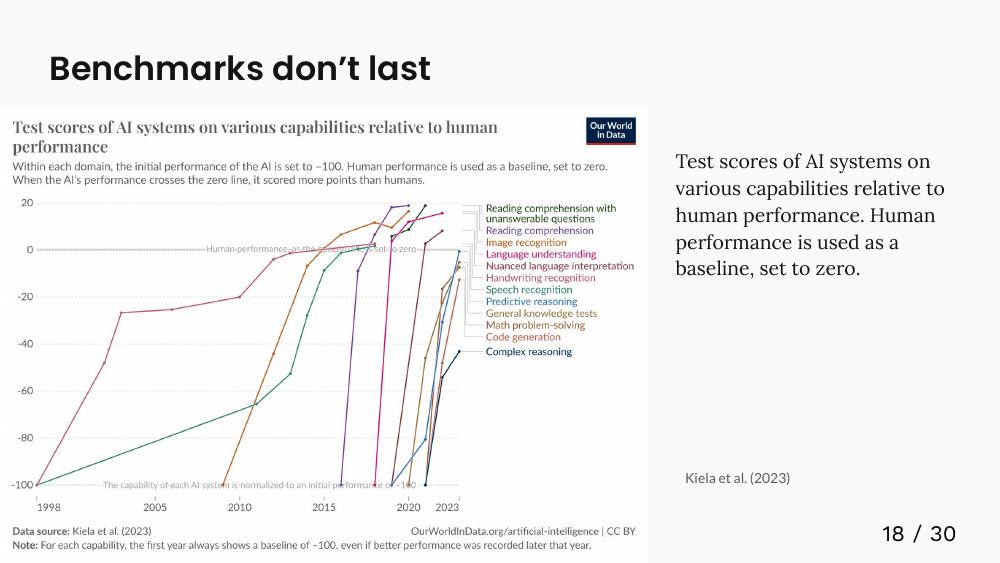 Benchmarks don’t last
Test scores of AI systems on various capabilities relative to human
performance
Our World
in Data
Within each domain, the initial performance of the AI is set to –100. Human performance is used as a baseline, set to zero.
When the AI's performance crosses the zero line, it scored more points than humans.
20
0
-20
-40
-60
-80
-100
Human performance, as the benchmark, is set to zero
The capability of each AI system is normalized to an initial performance of –100
1998
2005
2010
2015
2020
2023
Reading comprehension with
unanswerable questions
Reading comprehension
Image recognition
Language understanding
Nuanced language interpretation
Handwriting recognition
Speech recognition
Predictive reasoning
General knowledge tests
Math problem-solving
Code generation
Complex reasoning
Data source: Kiela et al. (2023)
OurWorldInData.org/artificial-intelligence | CC BY
Note: For each capability, the first year always shows a baseline of –100, even if better performance was recorded later that year.
Test scores of AI systems on
various capabilities relative to
human performance. Human
performance is used as a
baseline, set to zero.
Kiela et al. (2023)
18 / 30